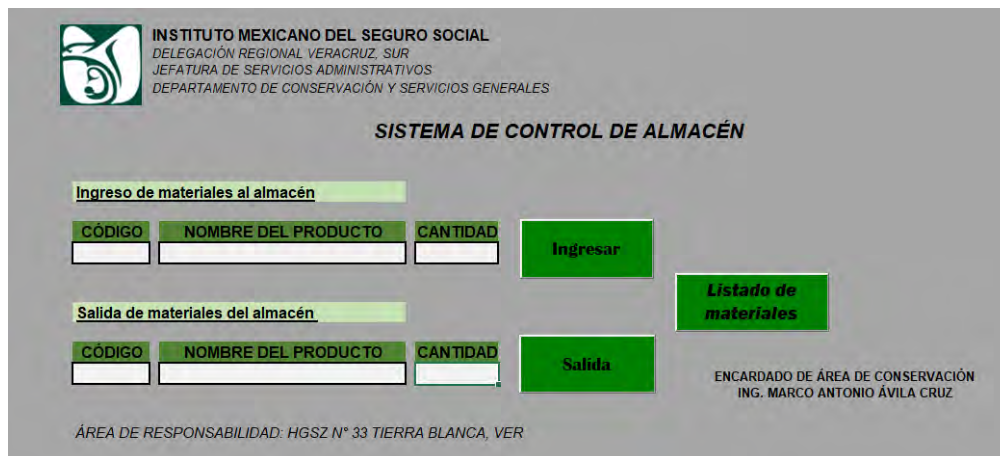 INSTITUTO MEXICANO DEL SEGURO SOCIAL
DELEGACIÓN REGIONAL VERACRUZ, SUR
JEFATURA DE SERVICIOS ADMINISTRATIVOS
DEPARTAMENTO DE CONSERVACIÓN Y SERVICIOS GENERALES
SISTEMA DE CONTROL DE ALMACÉN
Ingreso de materiales al almacén
CÓDIGO NOMBRE DEL PRODUCTO CANTIDAD
Ingresar
Listado de
materiales
Salida de materiales del almacén
CÓDIGO NOMBRE DEL PRODUCTO CANTIDAD
Salida
ENCARDADO DE ÁREA DE CONSERVACIÓN
ING. MARCO ANTONIO ÁVILA CRUZ
ÁREA DE RESPONSABILIDAD: HGSZ N° 33 TIERRA BLANCA, VER